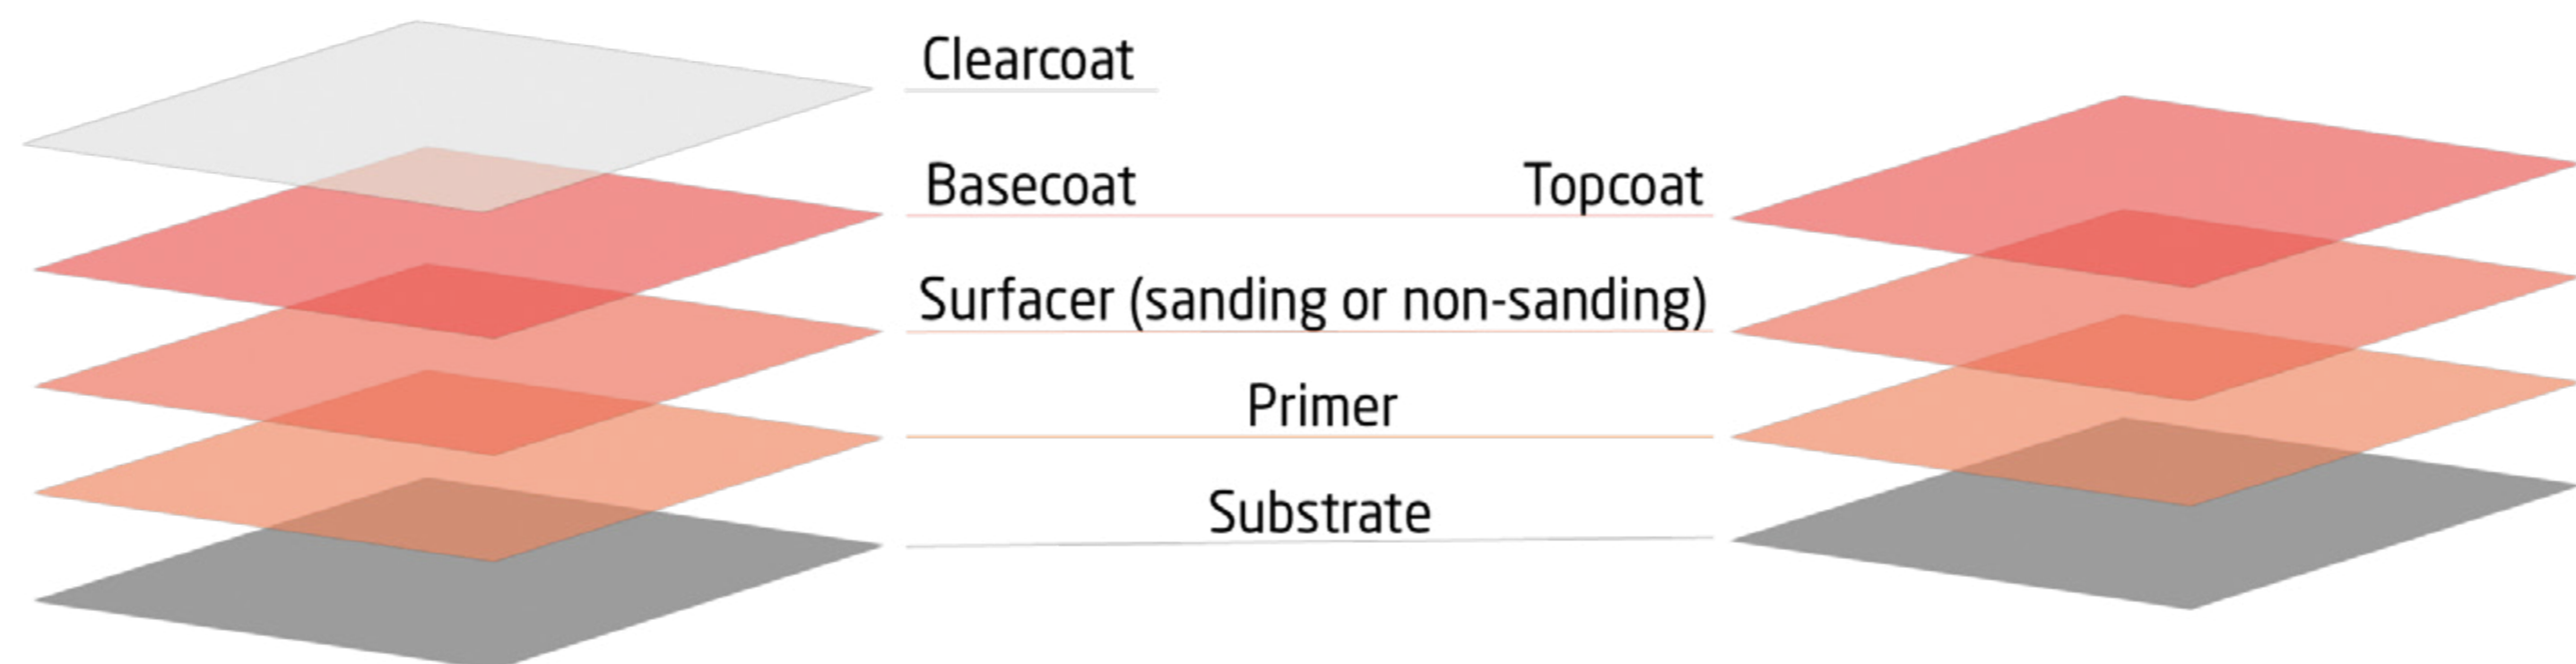 Clearcoat
Basecoat Topcoat
Surfacer (sanding or non-sanding)
Primer
Substrate